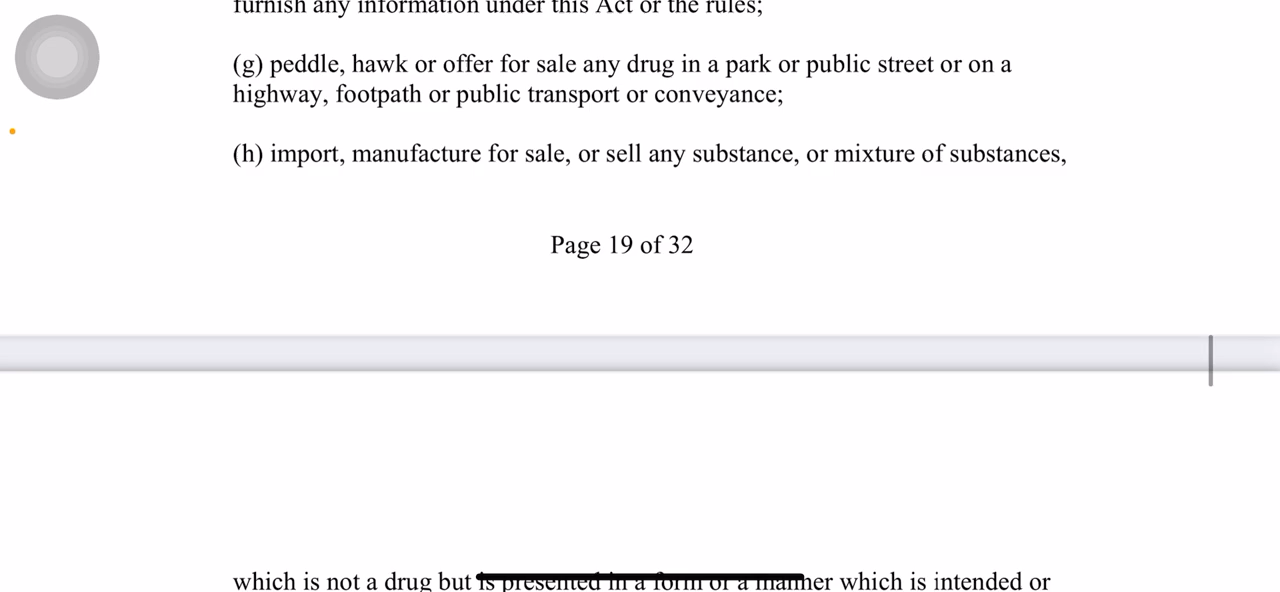 furnish any information under this Act or the rules;
(g) peddle, hawk or offer for sale any drug in a park or public street or on a
highway, footpath or public transport or conveyance;
(h) import, manufacture for sale, or sell any substance, or mixture of substances,
Page 19 of 32
which is not a drug but is presented in a form or a manner which is intended or